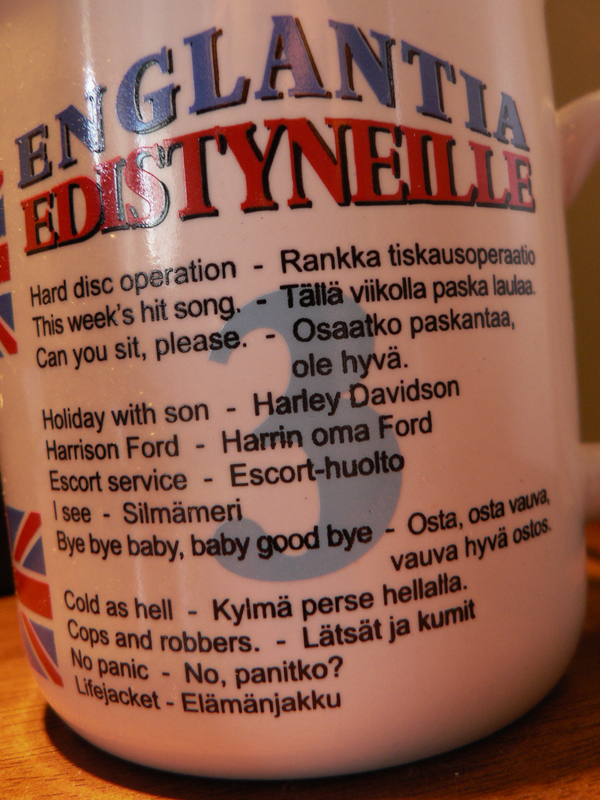 ENGLANTIA
EDISTYNEILLE
3
Hard disc operation - Rankka tiskausoperaatio
This week's hit song. - Tällä viikolla paska laulaa.
Can you sit, please. - Osaatko paskantaa,
ole hyvä.
Holiday with son - Harley Davidson
Harrison Ford - Harrin oma Ford
Escort service - Escort-huolto
I see - Silmämeri
Bye bye baby, baby good bye - Osta, osta vauva,
vauva hyvä ostos.
Cold as hell - Kylmä perse hellalla.
Cops and robbers. - Lätsät ja kumit
No panic - No, panitko?
Lifejacket - Elämänjakku